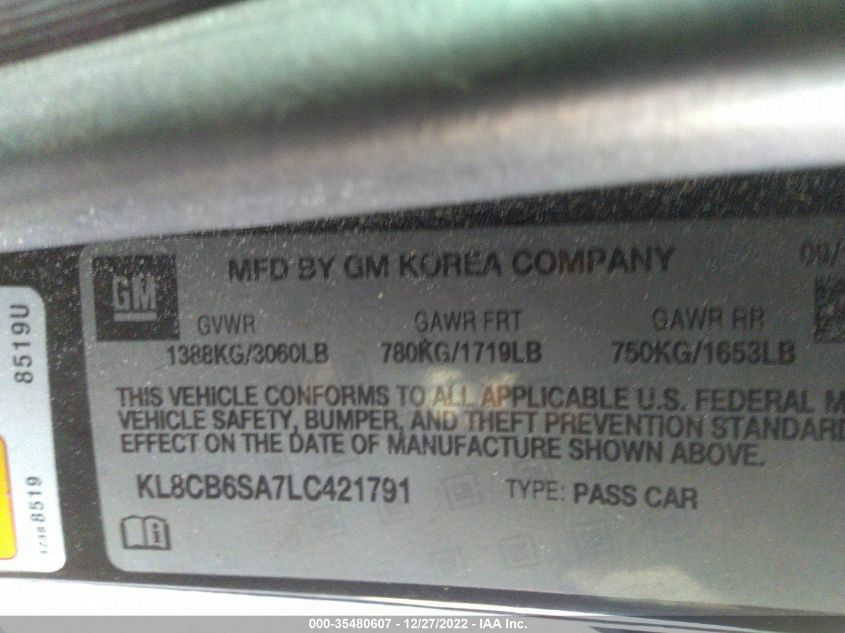 MFD BY GM KOREA COMPANY
09/
GM
GVWR GAWR FRT GAWR RR
1388KG/3060LB 780KG/1719LB 750KG/1653LB
THIS VEHICLE CONFORMS TO ALL APPLICABLE U.S. FEDERAL M
VEHICLE SAFETY, BUMPER, AND THEFT PREVENTION STANDARD
EFFECT ON THE DATE OF MANUFACTURE SHOWN ABOVE.
KL8CB6SA7LC421791 TYPE: PASS CAR
8519U
8519
000-35480607 - 12/27/2022 - IAA Inc.